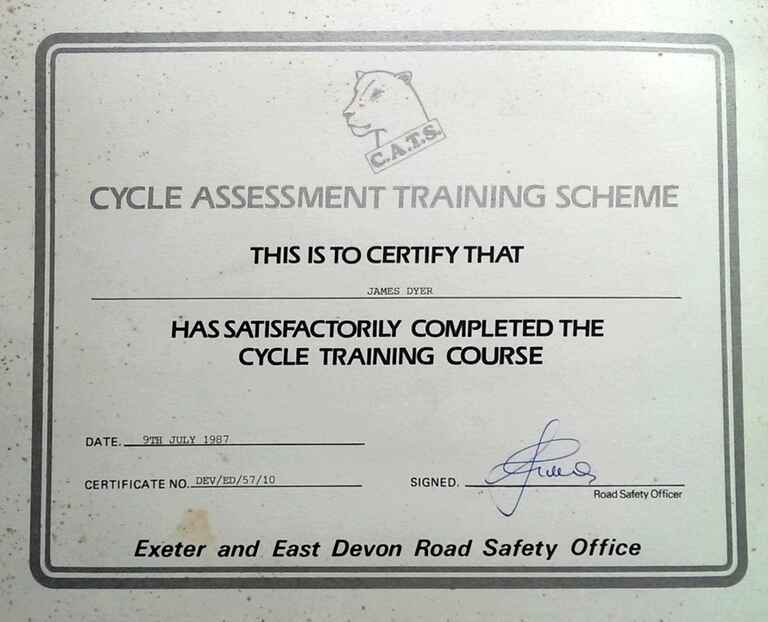 C.A.T.S.
CYCLE ASSESSMENT TRAINING SCHEME
THIS IS TO CERTIFY THAT
JAMES DYER
HAS SATISFACTORILY COMPLETED THE
CYCLE TRAINING COURSE
DATE. 9TH JULY 1987
CERTIFICATE NO. DEV/ED/57/10
SIGNED.
Road Safety Officer
Exeter and East Devon Road Safety Office